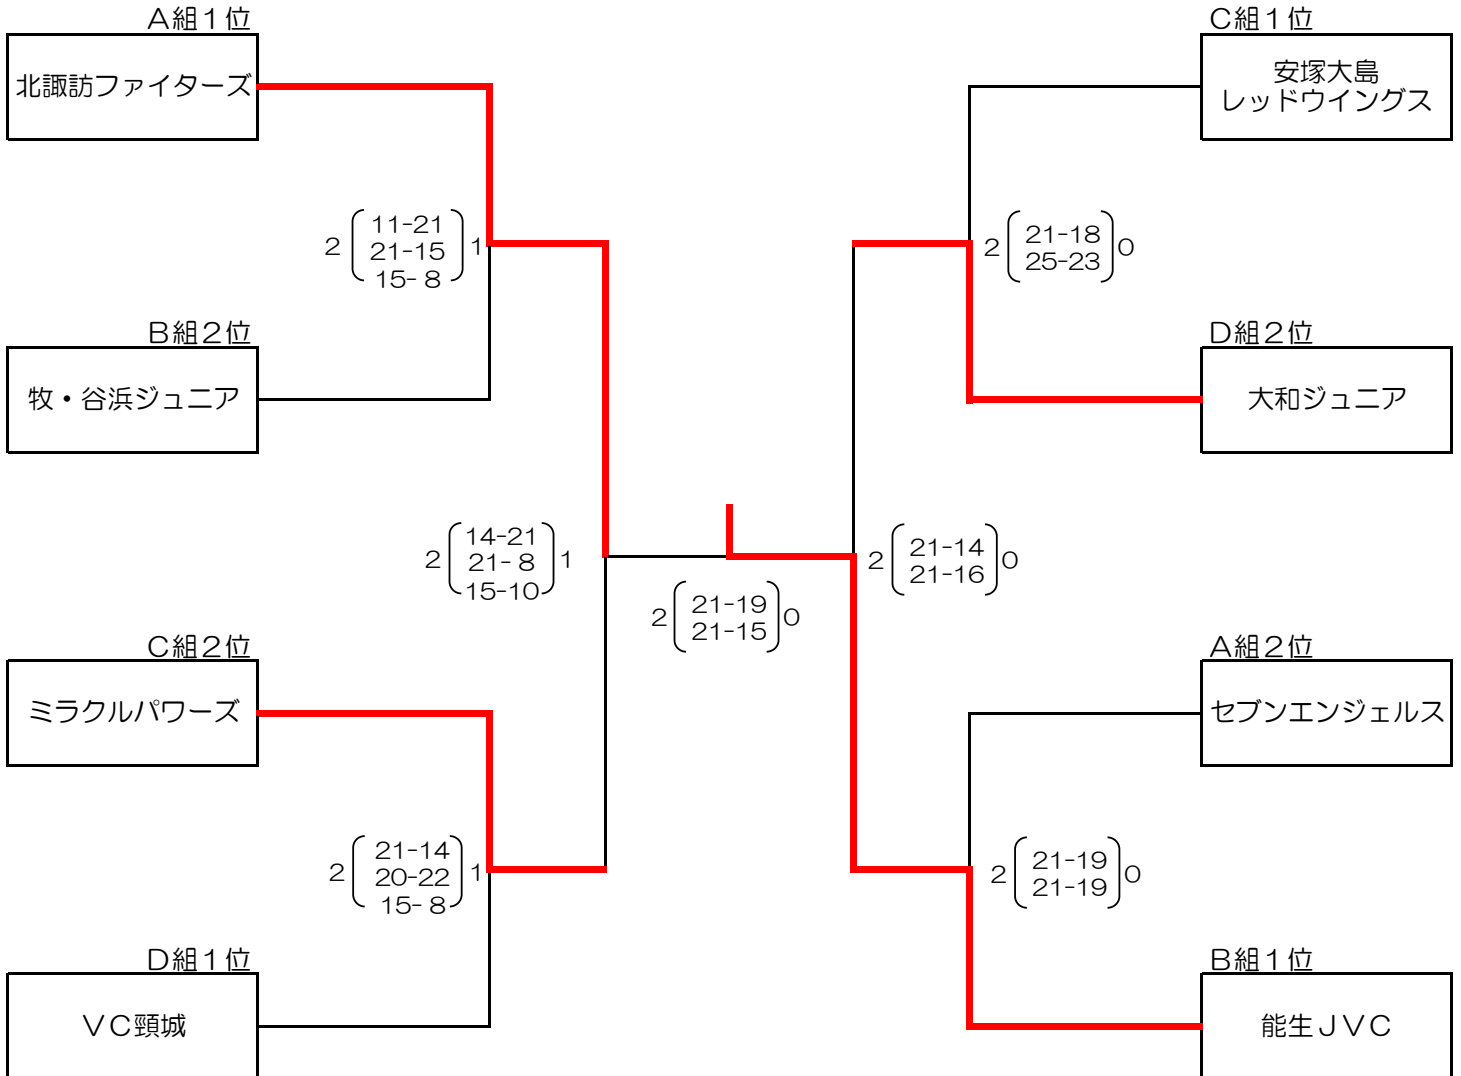 A組1位
北諏訪ファイターズ
C組1位
安塚大島
レッドウイングス
2 11-21 1
21-15
15- 8
2 21-18 0
25-23
B組2位
牧・谷浜ジュニア
D組2位
大和ジュニア
2 14-21 1
21- 8
15-10
2 21-19 0
21-15
2 21-14 0
21-16
C組2位
ミラクルパワーズ
A組2位
セブンエンジェルス
2 21-14 1
20-22
15- 8
2 21-19 0
21-19
D組1位
VC頸城
B組1位
能生JVC